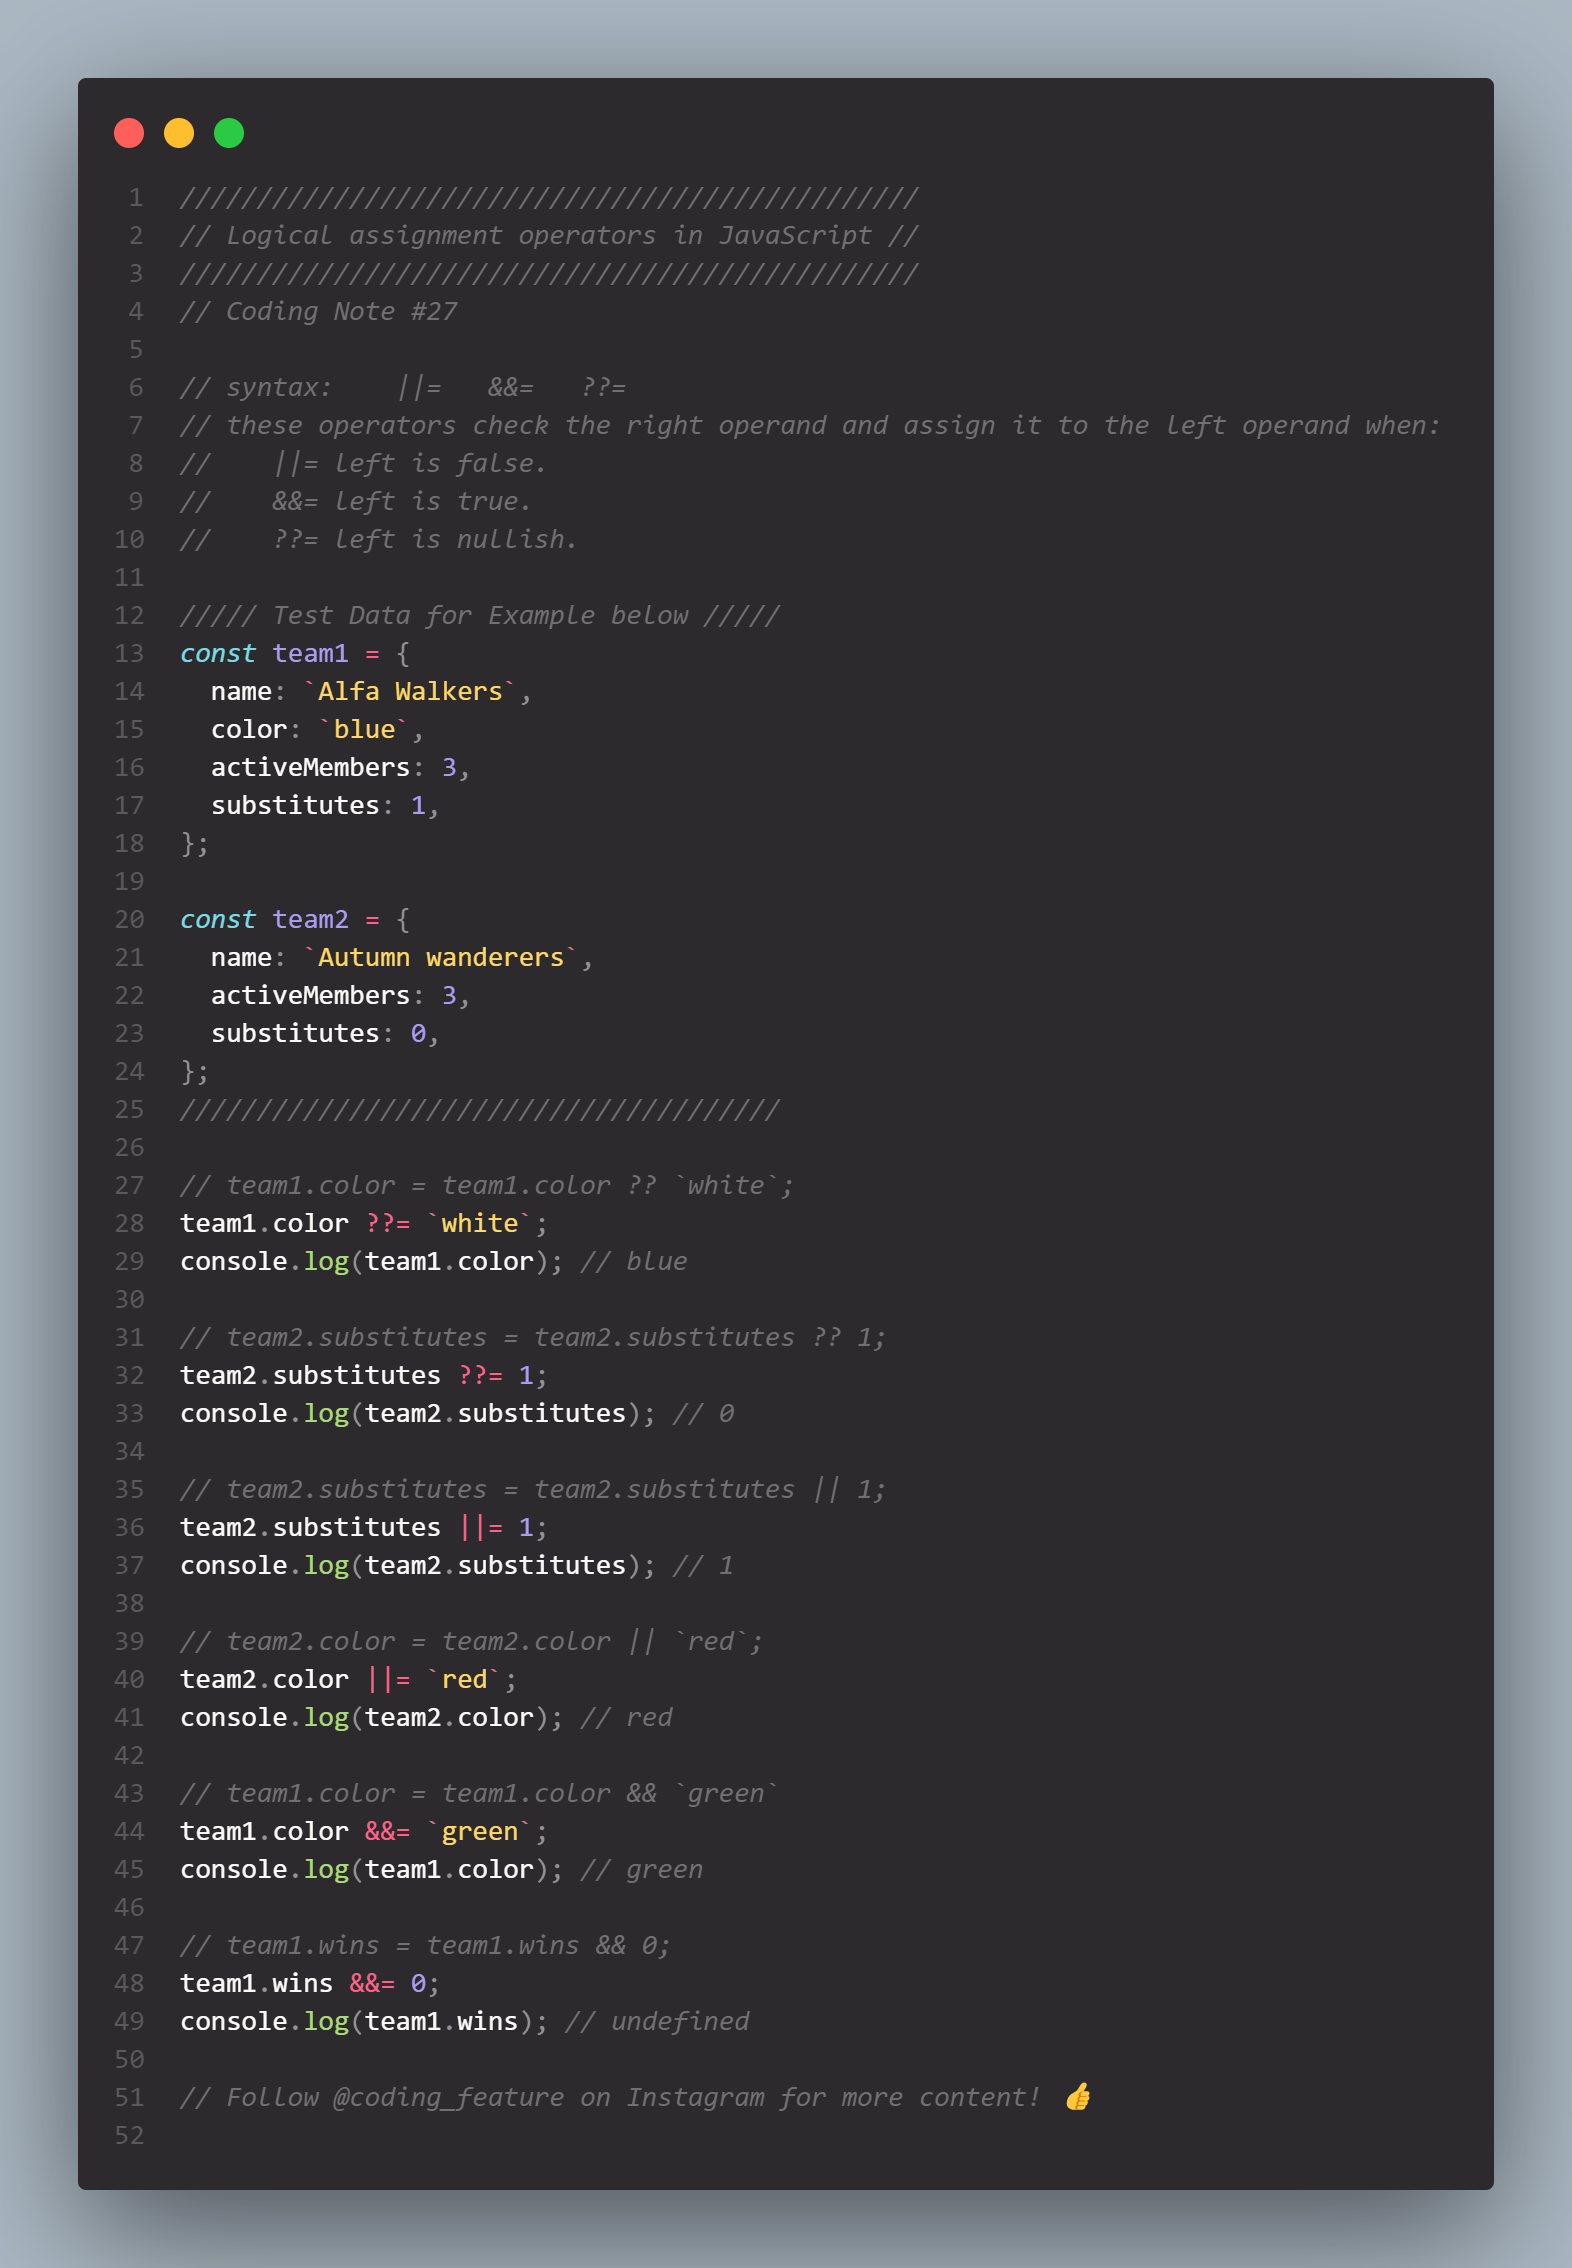 1 ////////////////////////////////////////////////
2 // Logical assignment operators in JavaScript //
3 ////////////////////////////////////////////////
4 // Coding Note #27
5
6 // syntax:    ||=   &&=   ??=
7 // these operators check the right operand and assign it to the left operand when:
8 //    ||= left is false.
9 //    &&= left is true.
10 //    ??= left is nullish.
11
12 ///// Test Data for Example below /////
13 const team1 = {
14   name: `Alfa Walkers`,
15   color: `blue`,
16   activeMembers: 3,
17   substitutes: 1,
18 };
19
20 const team2 = {
21   name: `Autumn wanderers`,
22   activeMembers: 3,
23   substitutes: 0,
24 };
25 ///////////////////////////////////////
26
27 // team1.color = team1.color ?? `white`;
28 team1.color ??= `white`;
29 console.log(team1.color); // blue
30
31 // team2.substitutes = team2.substitutes ?? 1;
32 team2.substitutes ??= 1;
33 console.log(team2.substitutes); // 0
34
35 // team2.substitutes = team2.substitutes || 1;
36 team2.substitutes ||= 1;
37 console.log(team2.substitutes); // 1
38
39 // team2.color = team2.color || `red`;
40 team2.color ||= `red`;
41 console.log(team2.color); // red
42
43 // team1.color = team1.color && `green`
44 team1.color &&= `green`;
45 console.log(team1.color); // green
46
47 // team1.wins = team1.wins && 0;
48 team1.wins &&= 0;
49 console.log(team1.wins); // undefined
50
51 // Follow @coding_feature on Instagram for more content! 👍
52